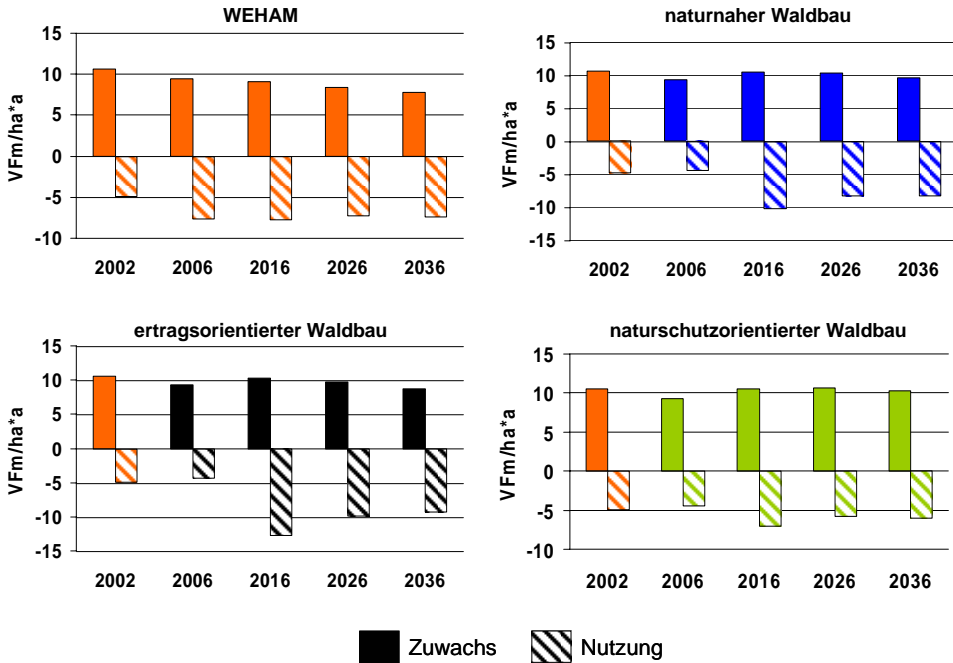 WEHAM
15
10
5
0
-5
-10
VFm/ha*a
2002 2006 2016 2026 2036
naturnaher Waldbau
15
10
5
0
-5
-10
-15
VFm/ha*a
2002 2006 2016 2026 2036
ertragsorientierter Waldbau
15
10
5
0
-5
-10
-15
VFm/ha*a
2002 2006 2016 2026 2036
naturschutzorientierter Waldbau
15
10
5
0
-5
-10
VFm/ha*a
2002 2006 2016 2026 2036
Zuwachs Nutzung